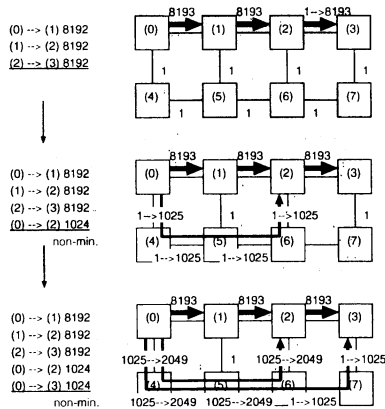 8193 8193 1-->8193
(0) (1) (2) (3)
(0) --> (1) 8192
(1) --> (2) 8192
(2) --> (3) 8192
1 1 1 1
(4) (5) (6) (7)
1 1 1
8193 8193 8193
(0) (1) (2) (3)
(0) --> (1) 8192
(1) --> (2) 8192
(2) --> (3) 8192
(0) --> (2) 1024
non-min.
1-->1025 1 1-->1025 1
(4) (5) (6) (7)
1-->1025 1-->1025
8193 8193 8193
(0) (1) (2) (3)
(0) --> (1) 8192
(1) --> (2) 8192
(2) --> (3) 8192
(0) --> (2) 1024
(0) --> (3) 1024
non-min.
1025-->2049 1 1025-->2049 1-->1025
(4) (5) (6) (7)
1025-->2049 1025-->2049 1-->1025